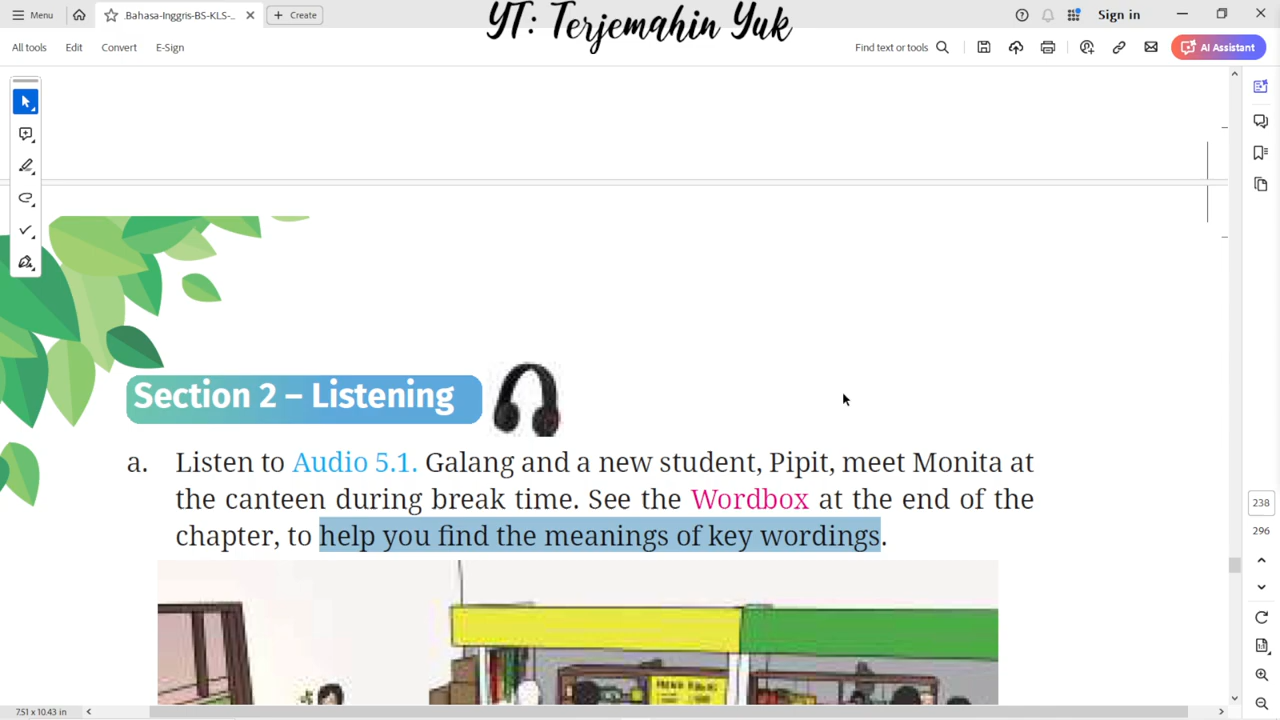 Menu
Bahasa-Inggris-BS-KLS-...
Create
YT: Terjemahin Yuk
Sign in
All tools
Edit
Convert
E-Sign
Find text or tools
AI Assistant
Section 2 – Listening
a. Listen to Audio 5.1. Galang and a new student, Pipit, meet Monita at
the canteen during break time. See the Wordbox at the end of the
chapter, to help you find the meanings of key wordings.
238
296
7.51 x 10.43 in